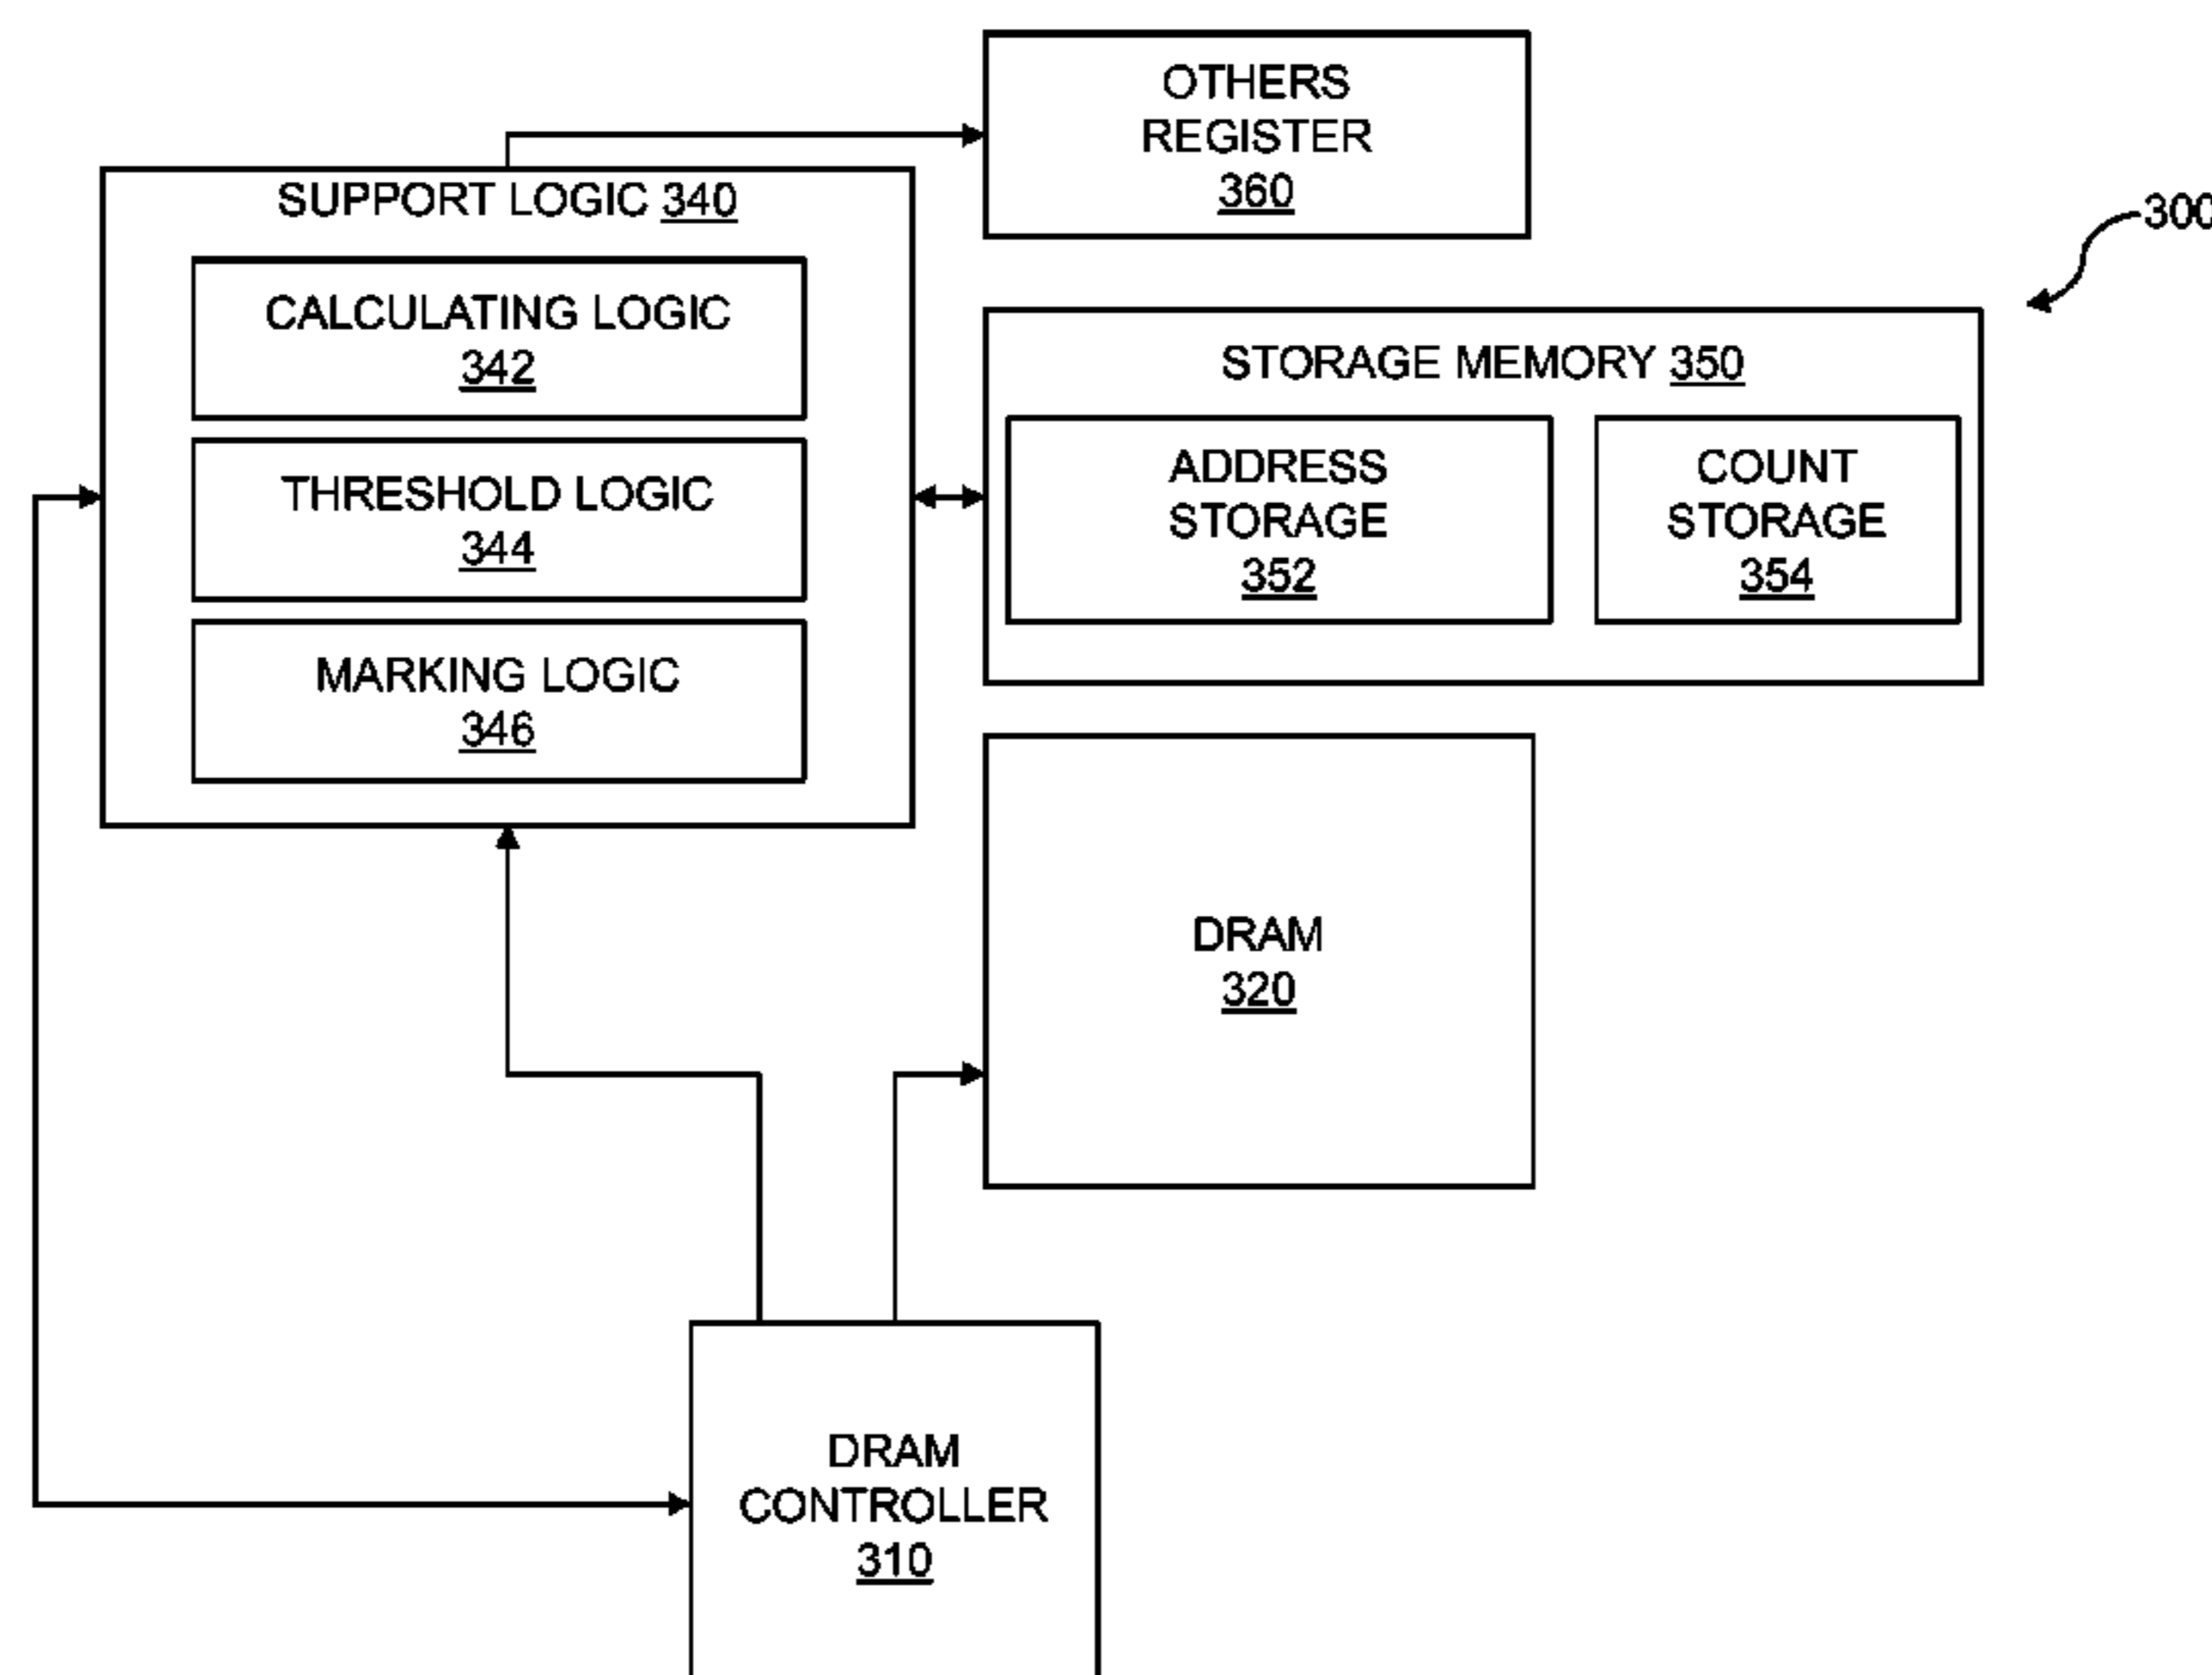 OTHERS
REGISTER
360
SUPPORT LOGIC 340
300
CALCULATING LOGIC
342
STORAGE MEMORY 350
THRESHOLD LOGIC
344
ADDRESS
STORAGE
352
COUNT
STORAGE
354
MARKING LOGIC
346
DRAM
320
DRAM
CONTROLLER
310